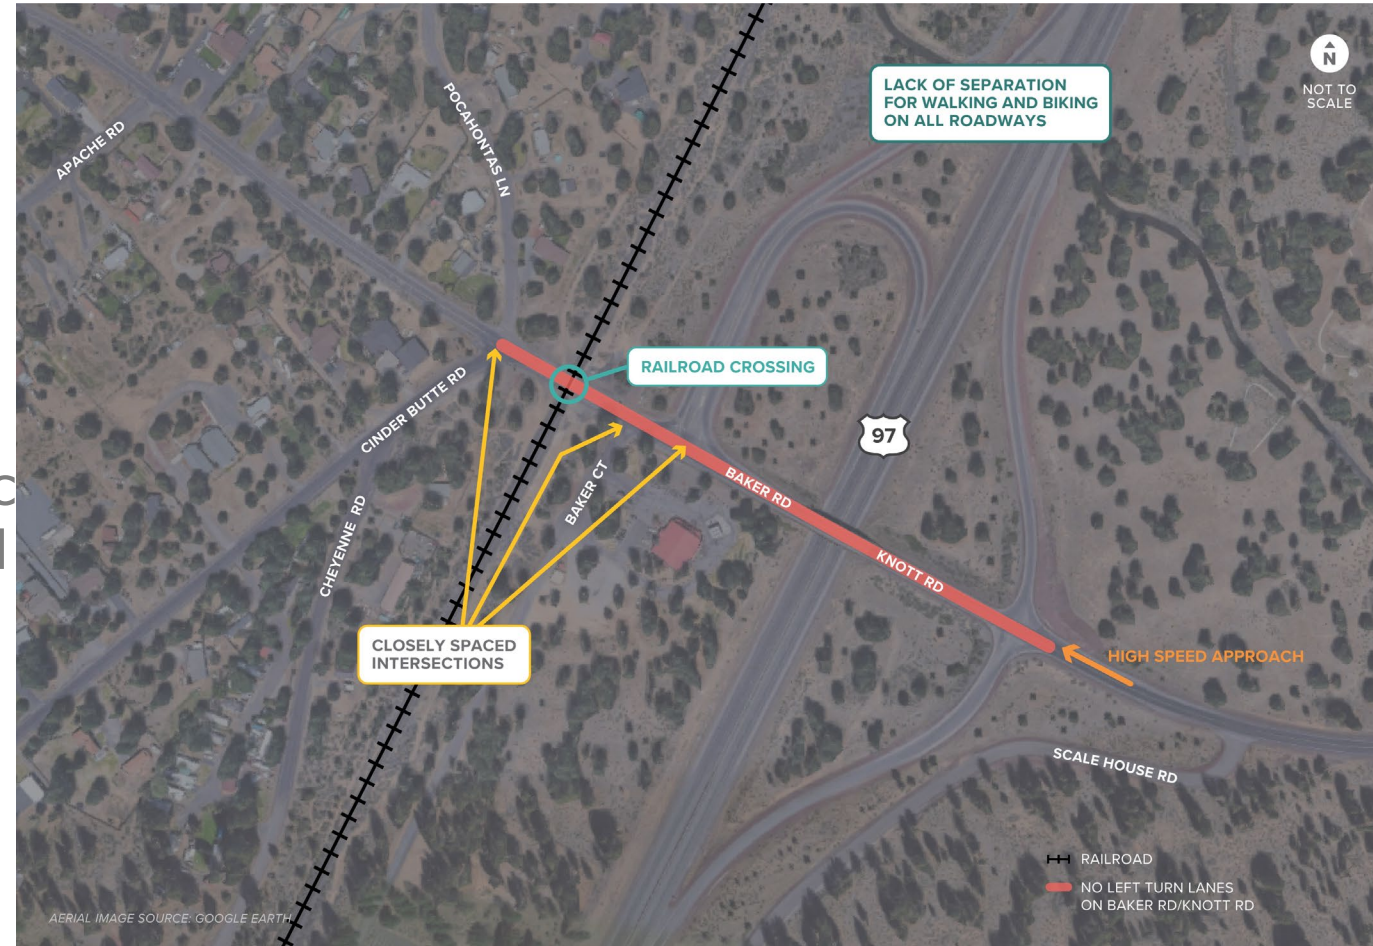 LACK OF SEPARATION
FOR WALKING AND BIKING
ON ALL ROADWAYS
N
NOT TO
SCALE
APACHE RD
POCAHONTAS LN
RAILROAD CROSSING
CINDER BUTTE RD
97
BAKER CT
BAKER RD
CHEYENNE RD
KNOTT RD
CLOSELY SPACED
INTERSECTIONS
HIGH SPEED APPROACH
SCALE HOUSE RD
RAILROAD
NO LEFT TURN LANES
ON BAKER RD/KNOTT RD
AERIAL IMAGE SOURCE: GOOGLE EARTH